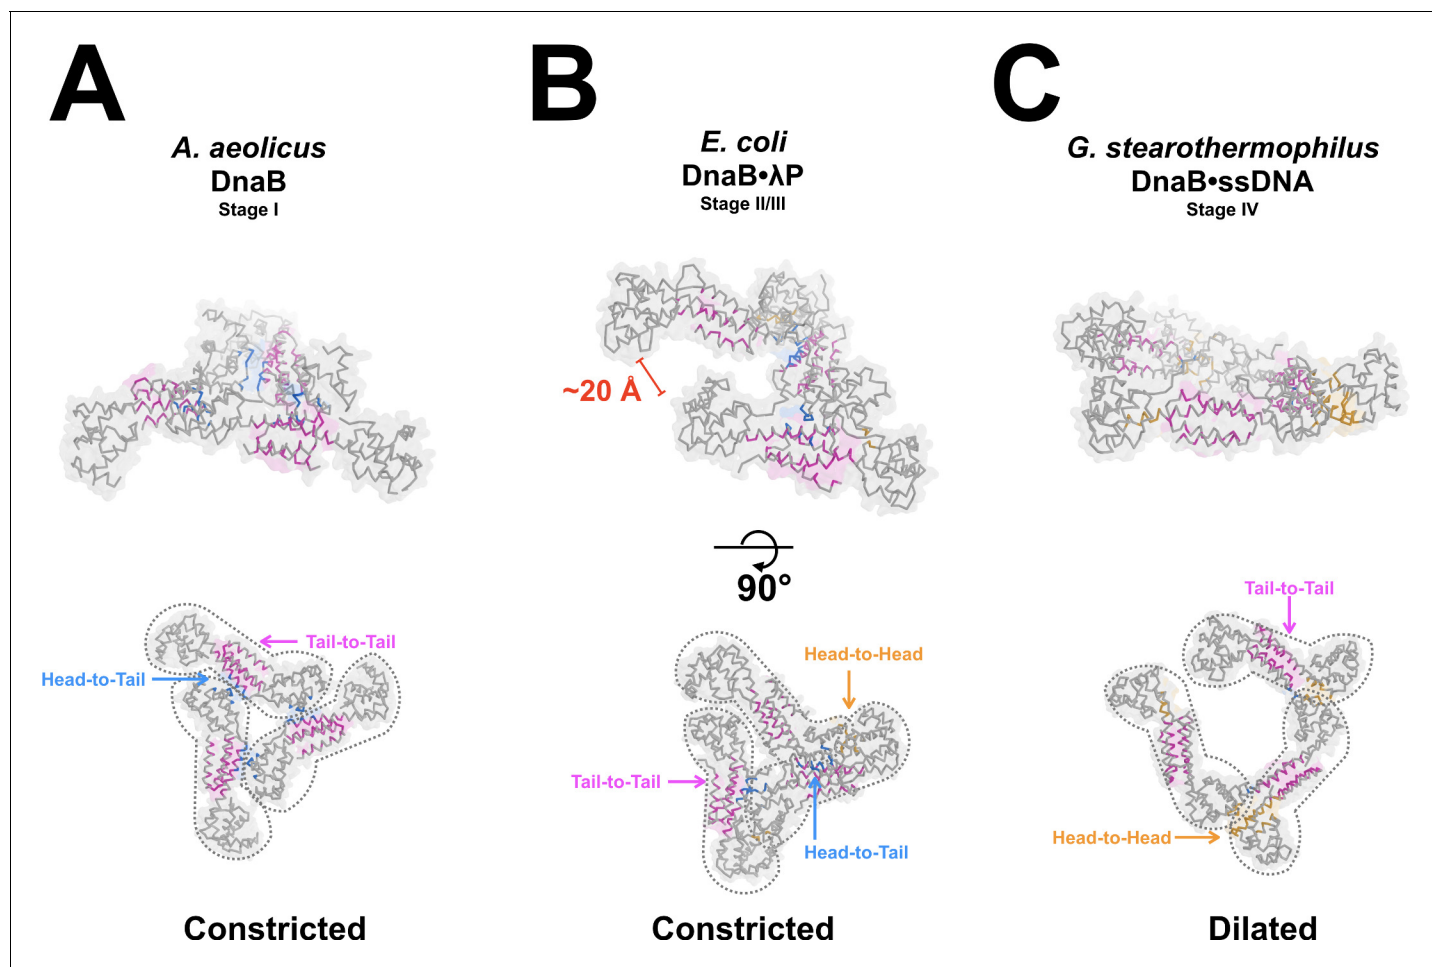 A
A. aeolicus
DnaB
Stage I
B
E. coli
DnaB•λP
Stage II/III
C
G. stearothermophilus
DnaB•ssDNA
Stage IV
~20 Å
90°
Tail-to-Tail
Head-to-Tail
Constricted
Head-to-Head
Tail-to-Tail
Head-to-Tail
Constricted
Tail-to-Tail
Head-to-Head
Dilated